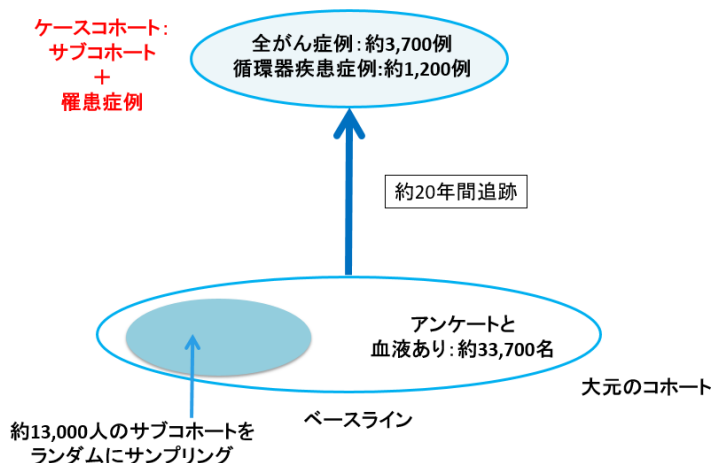 ケースコホート：
サブコホート
＋
罹患症例
全がん症例：約3,700例
循環器疾患症例:約1,200例
約20年間追跡
アンケートと
血液あり：約33,700名
大元のコホート
ベースライン
約13,000人のサブコホートを
ランダムにサンプリング